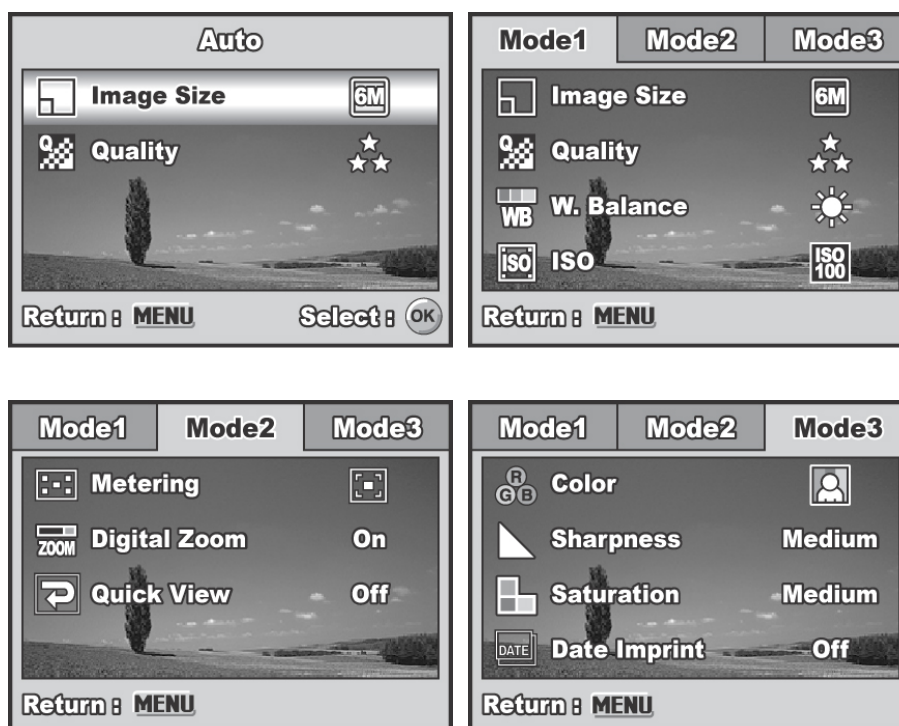 Auto
Image Size 6M
Q Quality
Return : MENU Select : OK
Mode1 Mode2 Mode3
Image Size 6M
Q Quality
WB W. Balance
ISO ISO ISO 100
Return : MENU
Mode1 Mode2 Mode3
Metering
ZOOM Digital Zoom On
Quick View Off
Return : MENU
Mode1 Mode2 Mode3
R G B Color
Sharpness Medium
Saturation Medium
DATE Date Imprint Off
Return : MENU